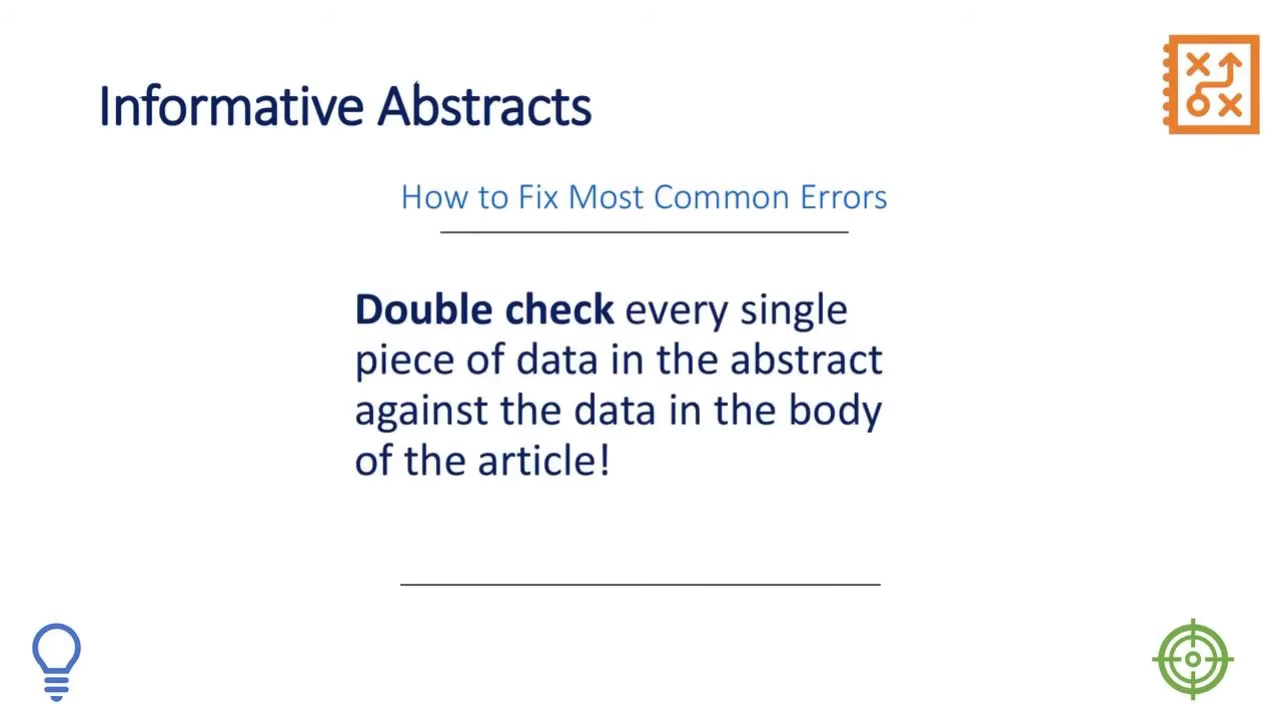 Informative Abstracts
How to Fix Most Common Errors
Double check every single
piece of data in the abstract
against the data in the body
of the article!